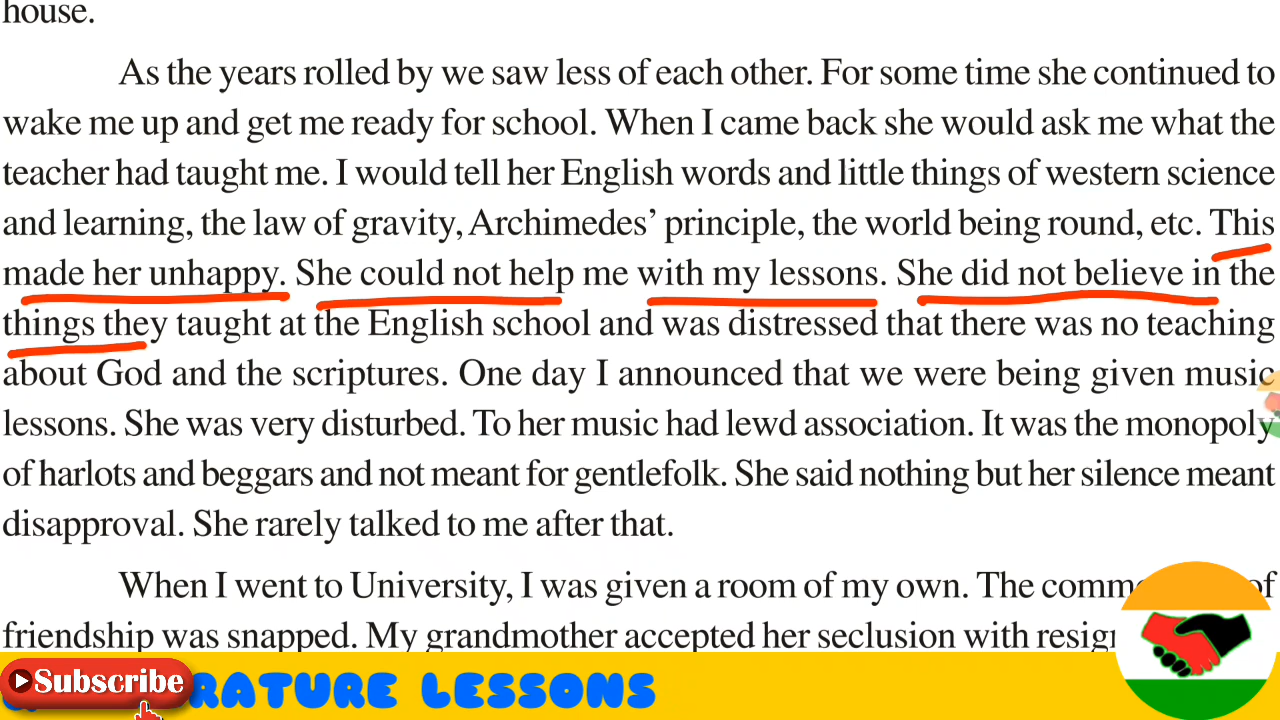 house.
As the years rolled by we saw less of each other. For some time she continued to
wake me up and get me ready for school. When I came back she would ask me what the
teacher had taught me. I would tell her English words and little things of western science
and learning, the law of gravity, Archimedes’ principle, the world being round, etc. This
made her unhappy. She could not help me with my lessons. She did not believe in the
things they taught at the English school and was distressed that there was no teaching
about God and the scriptures. One day I announced that we were being given music
lessons. She was very disturbed. To her music had lewd association. It was the monopoly
of harlots and beggars and not meant for gentlefolk. She said nothing but her silence meant
disapproval. She rarely talked to me after that.
When I went to University, I was given a room of my own. The of
friendship was snapped. My grandmother accepted her seclusion with
Subscribe
LESSONS